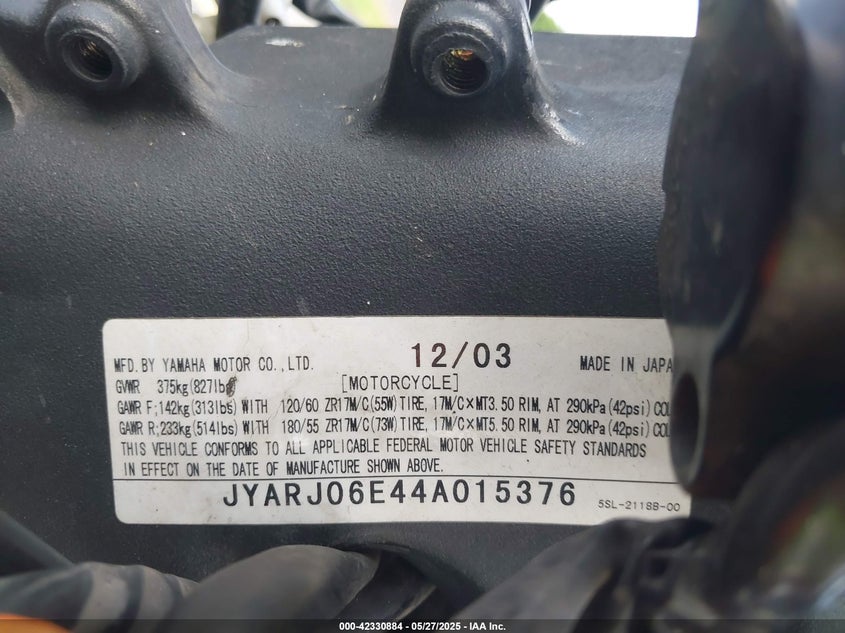 MFD. BY YAMAHA MOTOR CO., LTD. 12/03 MADE IN JAPA
GVWR 375kg(827lbs)
[MOTORCYCLE]
GAWR F;142kg(313lbs) WITH 120/60 ZR17M/C(55W)TIRE, 17M/C×MT3.50 RIM, AT 290kPa(42psi) COL
GAWR R;233kg(514lbs) WITH 180/55 ZR17M/C(73W)TIRE, 17M/C×MT5.50 RIM, AT 290kPa(42psi) COL
THIS VEHICLE CONFORMS TO ALL APPLICABLE FEDERAL MOTOR VEHICLE SAFETY STANDARDS
IN EFFECT ON THE DATE OF MANUFACTURE SHOWN ABOVE.
JYARJ06E44A015376 5SL-2118B-00
000-42330884 - 05/27/2025 - IAA Inc.